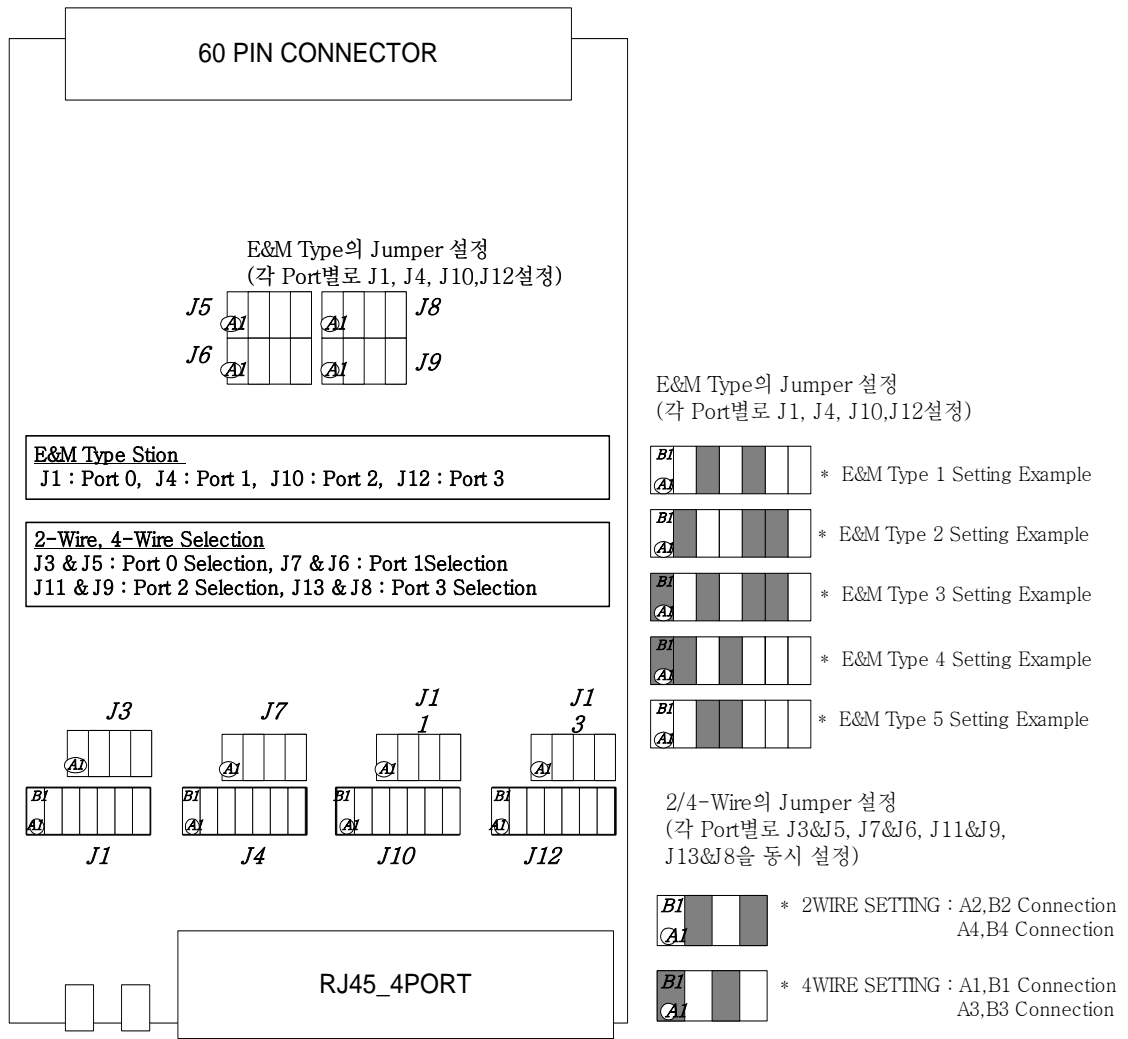 60 PIN CONNECTOR
E&M Type의 Jumper 설정
(각 Port별로 J1, J4, J10,J12설정)
J5
A1
A1
J8
J6
A1
A1
J9
E&M Type Stion
J1 : Port 0, J4 : Port 1, J10 : Port 2, J12 : Port 3
2-Wire, 4-Wire Selection
J3 & J5 : Port 0 Selection, J7 & J6 : Port 1Selection
J11 & J9 : Port 2 Selection, J13 & J8 : Port 3 Selection
J3
J7
J1
1
J1
3
A1
A1
A1
A1
B1
B1
B1
B1
A1
A1
A1
A1
J1
J4
J10
J12
RJ45_4PORT
E&M Type의 Jumper 설정
(각 Port별로 J1, J4, J10,J12설정)
B1
A1
* E&M Type 1 Setting Example
B1
A1
* E&M Type 2 Setting Example
B1
A1
* E&M Type 3 Setting Example
B1
A1
* E&M Type 4 Setting Example
B1
A1
* E&M Type 5 Setting Example
2/4-Wire의 Jumper 설정
(각 Port별로 J3&J5, J7&J6, J11&J9,
J13&J8을 동시 설정)
B1
A1
* 2WIRE SETTING : A2,B2 Connection
A4,B4 Connection
B1
A1
* 4WIRE SETTING : A1,B1 Connection
A3,B3 Connection